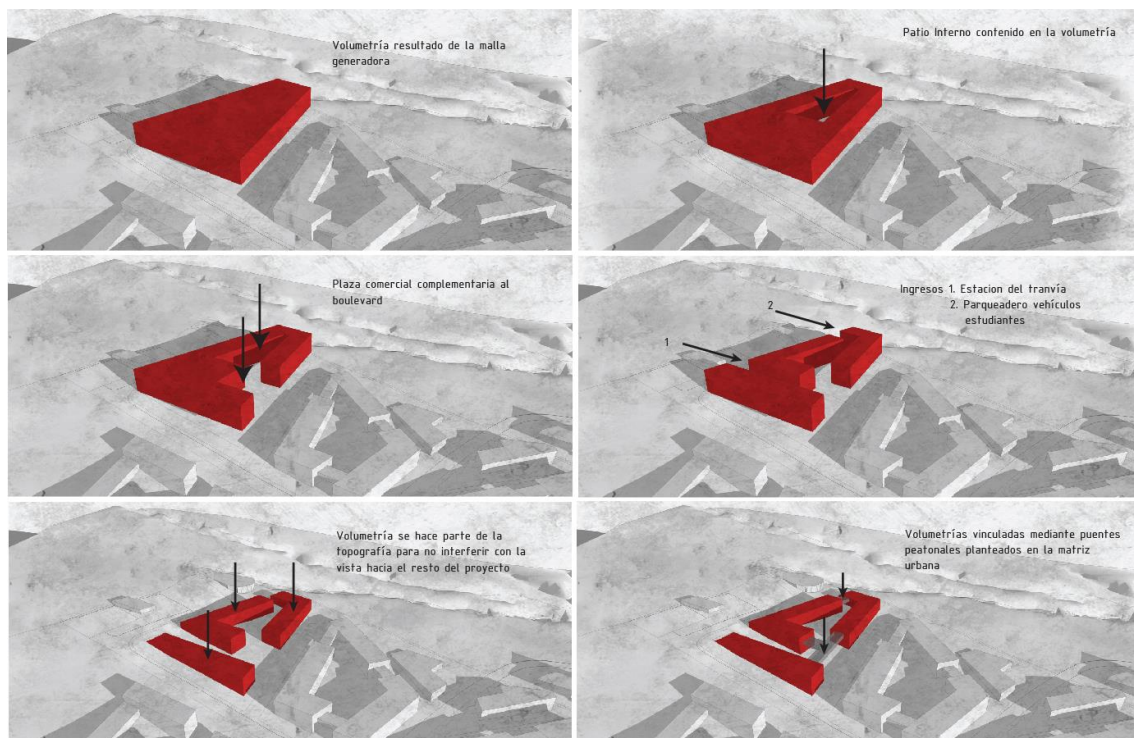 Volumetría resultado de la malla
generadora
Patio Interno contenido en la volumetría
Plaza comercial complementaria al
boulevard
Ingresos 1. Estacion del tranvía
2. Parqueadero vehículos
estudiantes
2
1
Volumetría se hace parte de la
topografía para no interferir con la
vista hacia el resto del proyecto
Volumetrías vinculadas mediante puentes
peatonales planteados en la matriz
urbana